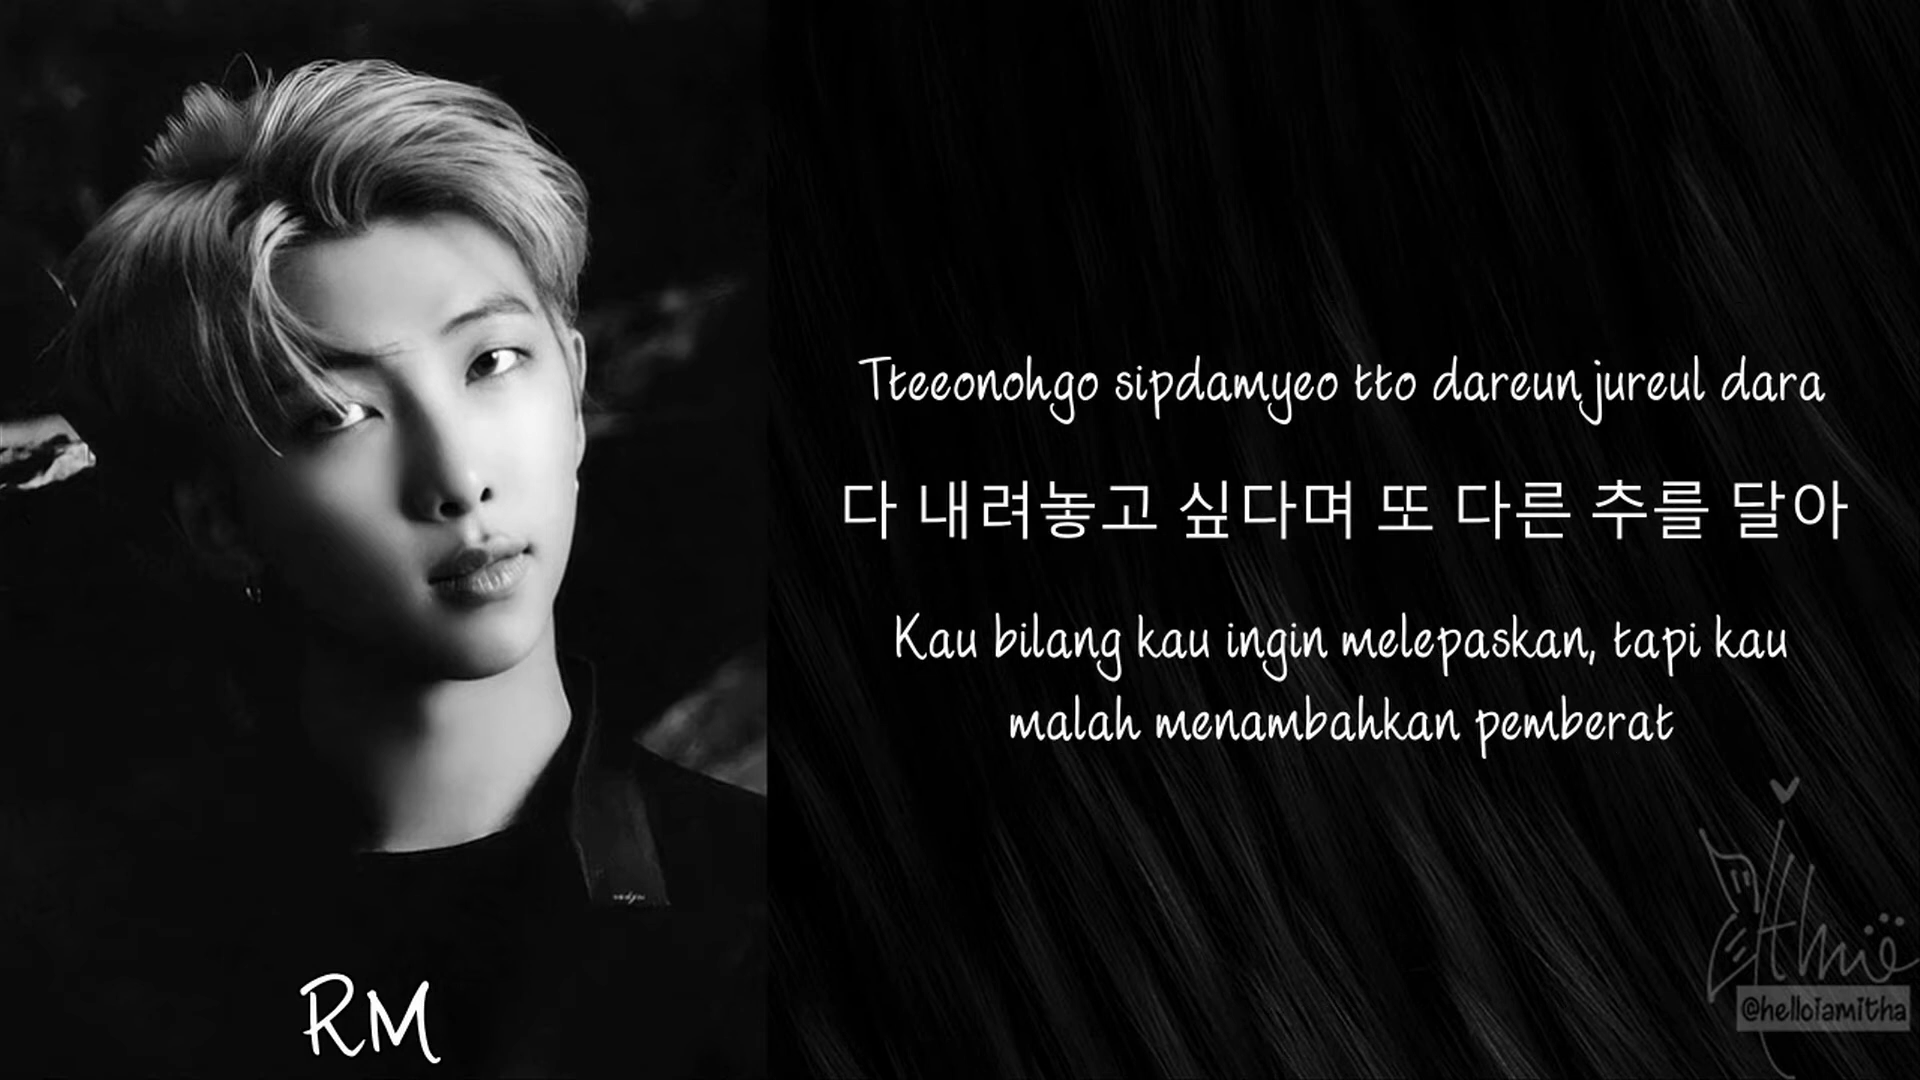 Tteeonohgo sipdamyeo tto dareun jureul dara
다 내려놓고 싶다며 또 다른 추를 달아
Kau bilang kau ingin melepaskan, tapi kau
malah menambahkan pemberat
RM
@helloiamitha